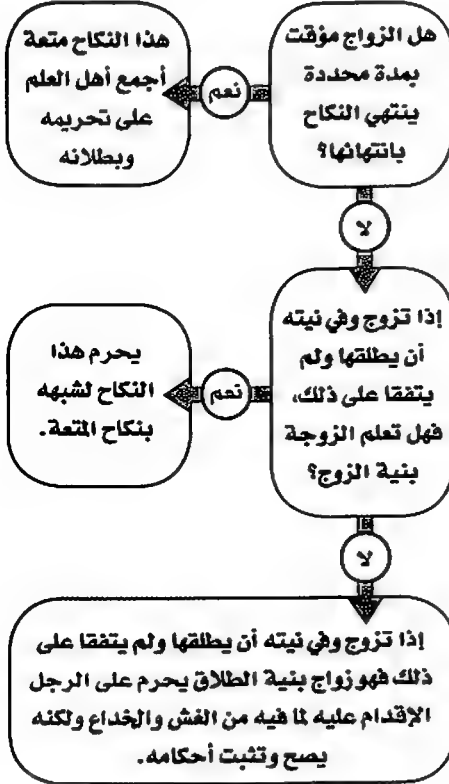 هل الزواج مؤقت
بمدة محددة
ينتهي النكاح
بانتهائها؟
نعم
هذا النكاح متعة
أجمع أهل العلم
على تحريمه
وبطلانه
لا
إذا تزوج وفي نيته
أن يطلقها ولم
يتفقا على ذلك،
فهل تعلم الزوجة
بنية الزوج؟
نعم
يحرم هذا
النكاح لشبهه
بنكاح المتعة.
لا
إذا تزوج وفي نيته أن يطلقها ولم يتفقا على
ذلك فهو زواج بنية الطلاق يحرم على الرجل
الإقدام عليه لما فيه من الغش والخداع ولكنه
يصح وتثبت أحكامه.